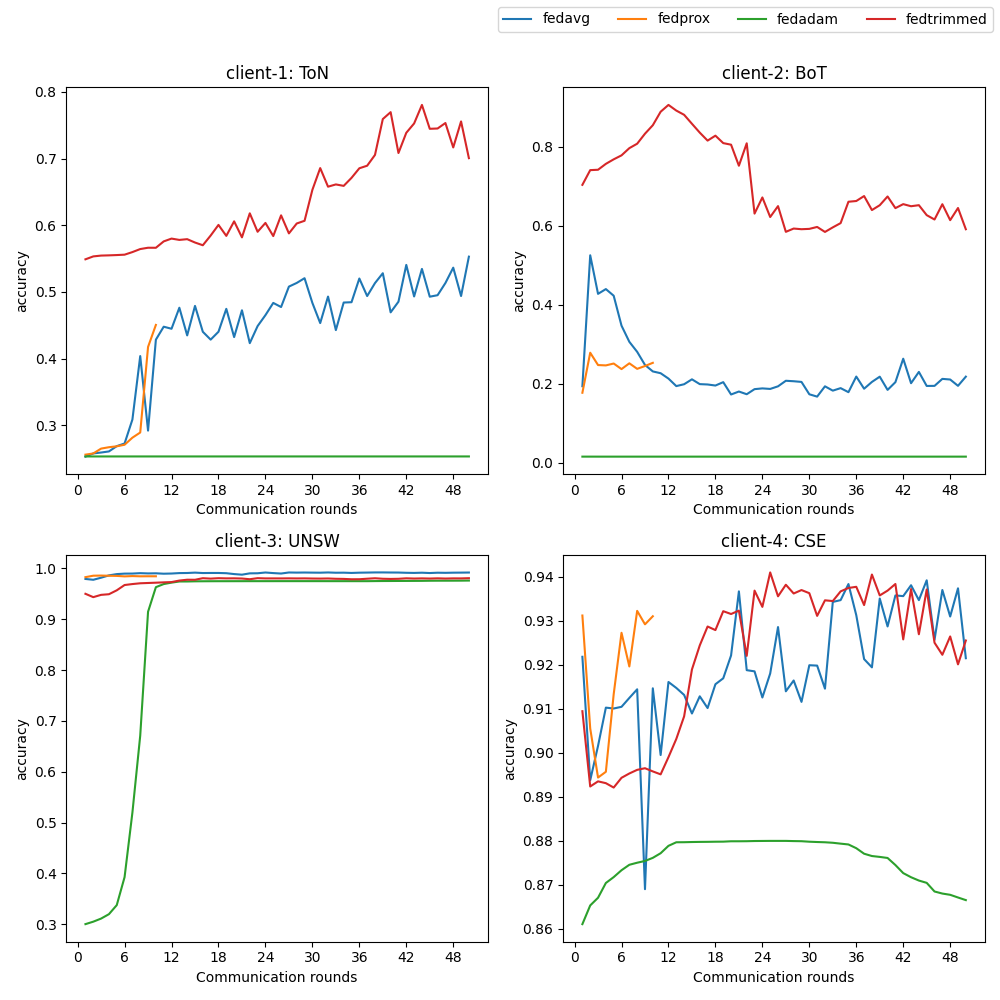 fedavg fedprox fedadam fedtrimmed
client-1: ToN
accuracy
0.8
0.7
0.6
0.5
0.4
0.3
0 6 12 18 24 30 36 42 48
Communication rounds
client-2: BoT
accuracy
0.8
0.6
0.4
0.2
0.0
0 6 12 18 24 30 36 42 48
Communication rounds
client-3: UNSW
accuracy
1.0
0.9
0.8
0.7
0.6
0.5
0.4
0.3
0 6 12 18 24 30 36 42 48
Communication rounds
client-4: CSE
accuracy
0.94
0.93
0.92
0.91
0.90
0.89
0.88
0.87
0.86
0 6 12 18 24 30 36 42 48
Communication rounds